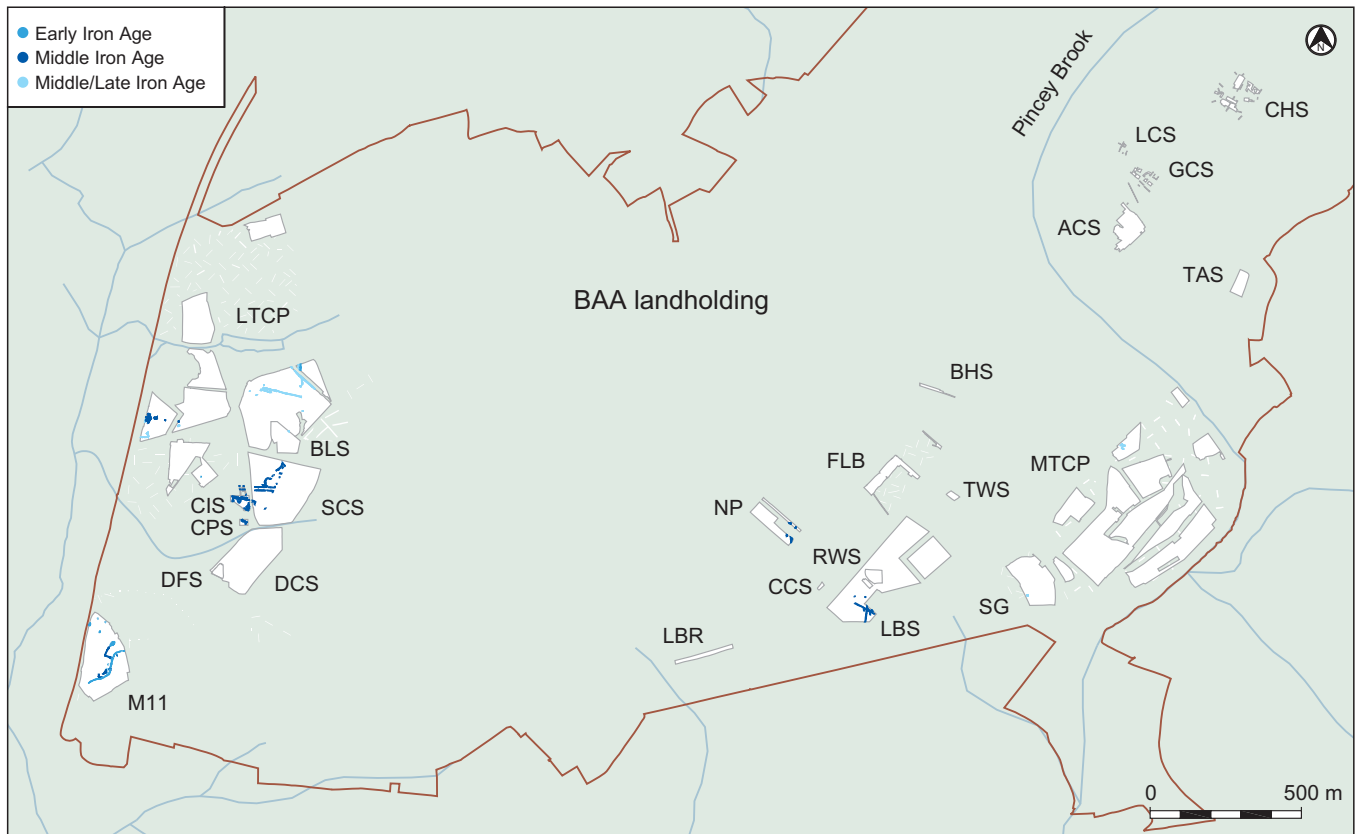 Early Iron Age
Middle Iron Age
Middle/Late Iron Age
N
Pincey Brook
CHS
LCS
GCS
ACS
TAS
BAA landholding
LTCP
BHS
BLS
FLB
MTCP
TWS
CIS
SCS
CPS
NP
RWS
DFS
DCS
CCS
SG
LBS
LBR
M11
0 500 m